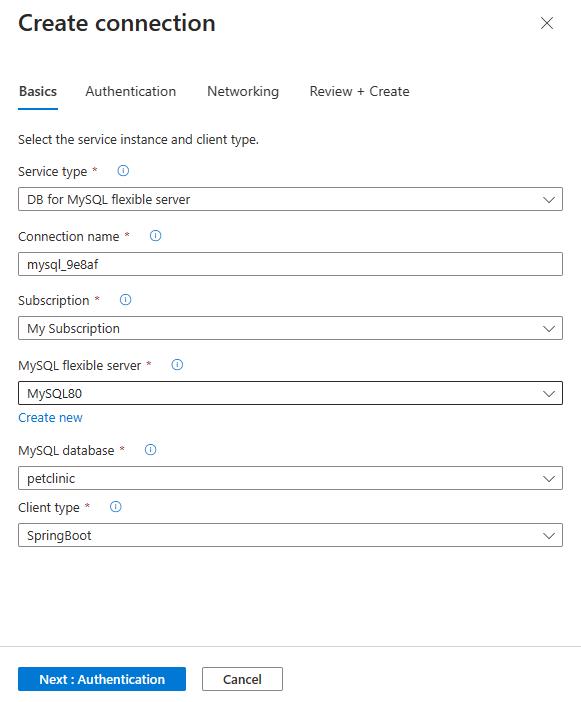 Create connection
Basics Authentication Networking Review + Create
Select the service instance and client type.
Service type *
DB for MySQL flexible server
Connection name *
mysql_9e8af
Subscription *
My Subscription
MySQL flexible server *
MySQL80
Create new
MySQL database *
petclinic
Client type *
SpringBoot
Next : Authentication Cancel